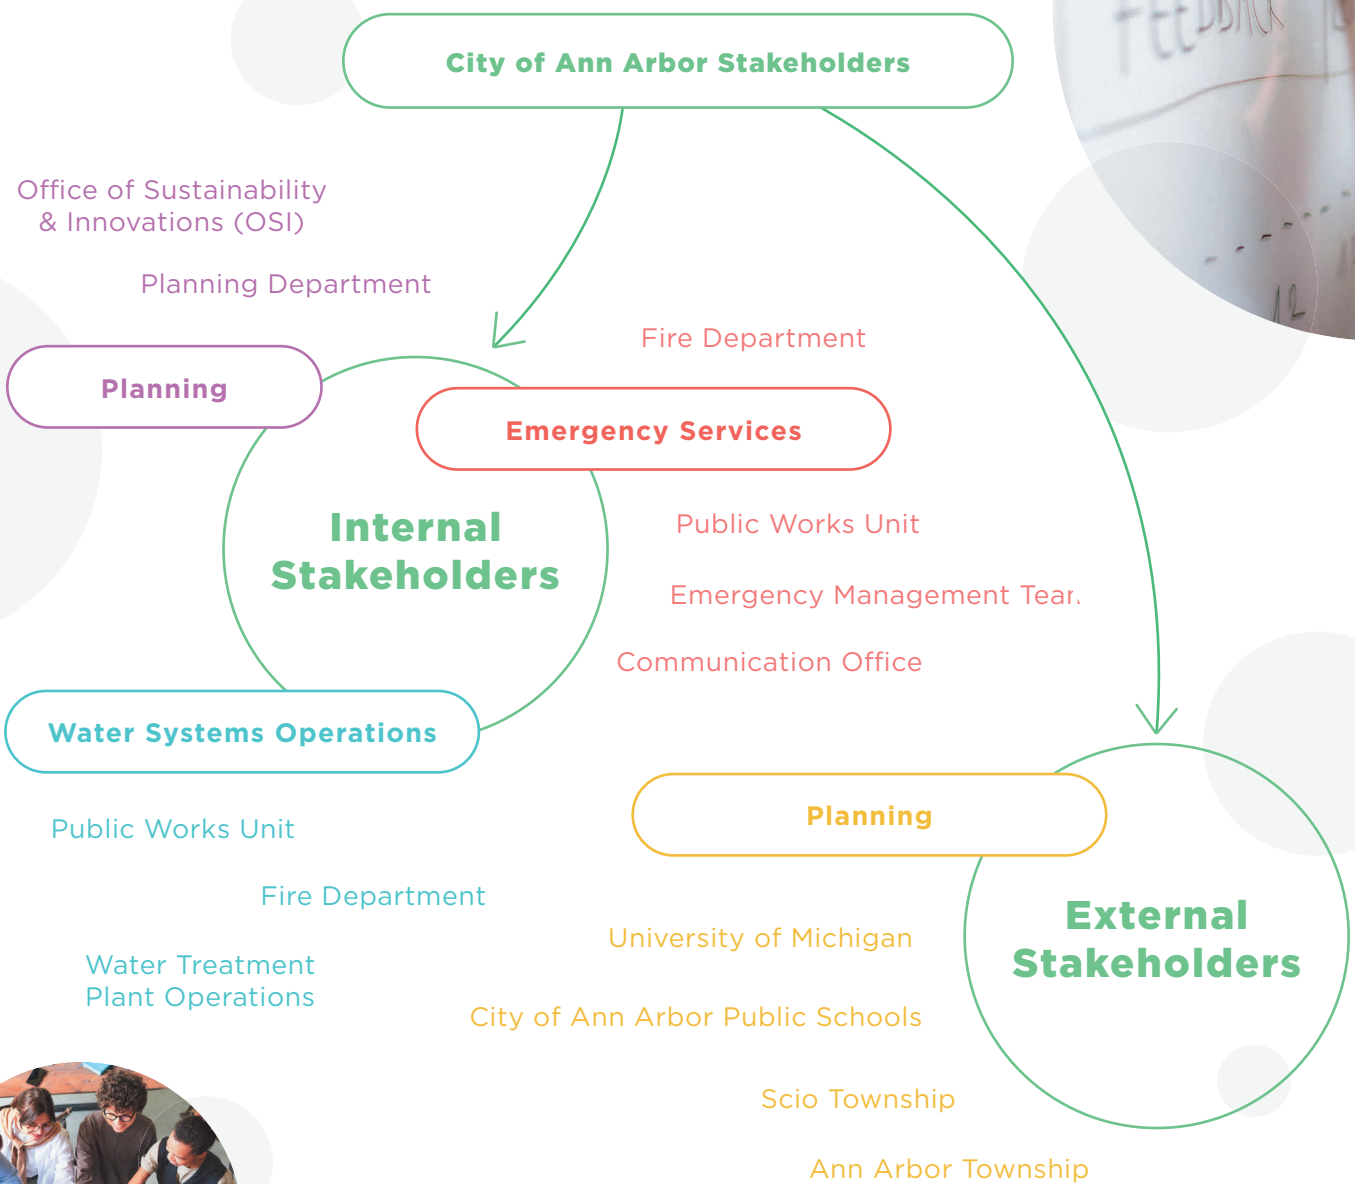 FEEDBACK
City of Ann Arbor Stakeholders
Office of Sustainability
& Innovations (OSI)
Planning Department
Fire Department
Planning
Emergency Services
Internal
Stakeholders
Public Works Unit
Emergency Management
Communication Office
Water Systems Operations
Public Works Unit
Fire Department
Water Treatment
Plant Operations
Planning
External
Stakeholders
University of Michigan
City of Ann Arbor Public Schools
Scio Township
Ann Arbor Township